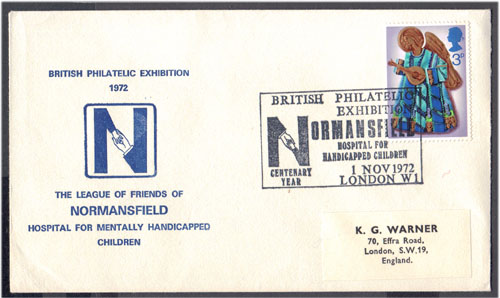 BRITISH PHILATELIC EXHIBITION
1972
N
THE LEAGUE OF FRIENDS OF
NORMANSFIELD
HOSPITAL FOR MENTALLY HANDICAPPED
CHILDREN
3p
BRITISH PHILATELIC
EXHIBITION
NORMANSFIELD
HOSPITAL FOR
HANDICAPPED CHILDREN
CENTENARY
YEAR
1 NOV 1972
LONDON W1
K. G. WARNER
70, Effra Road,
London, S.W.19,
England.